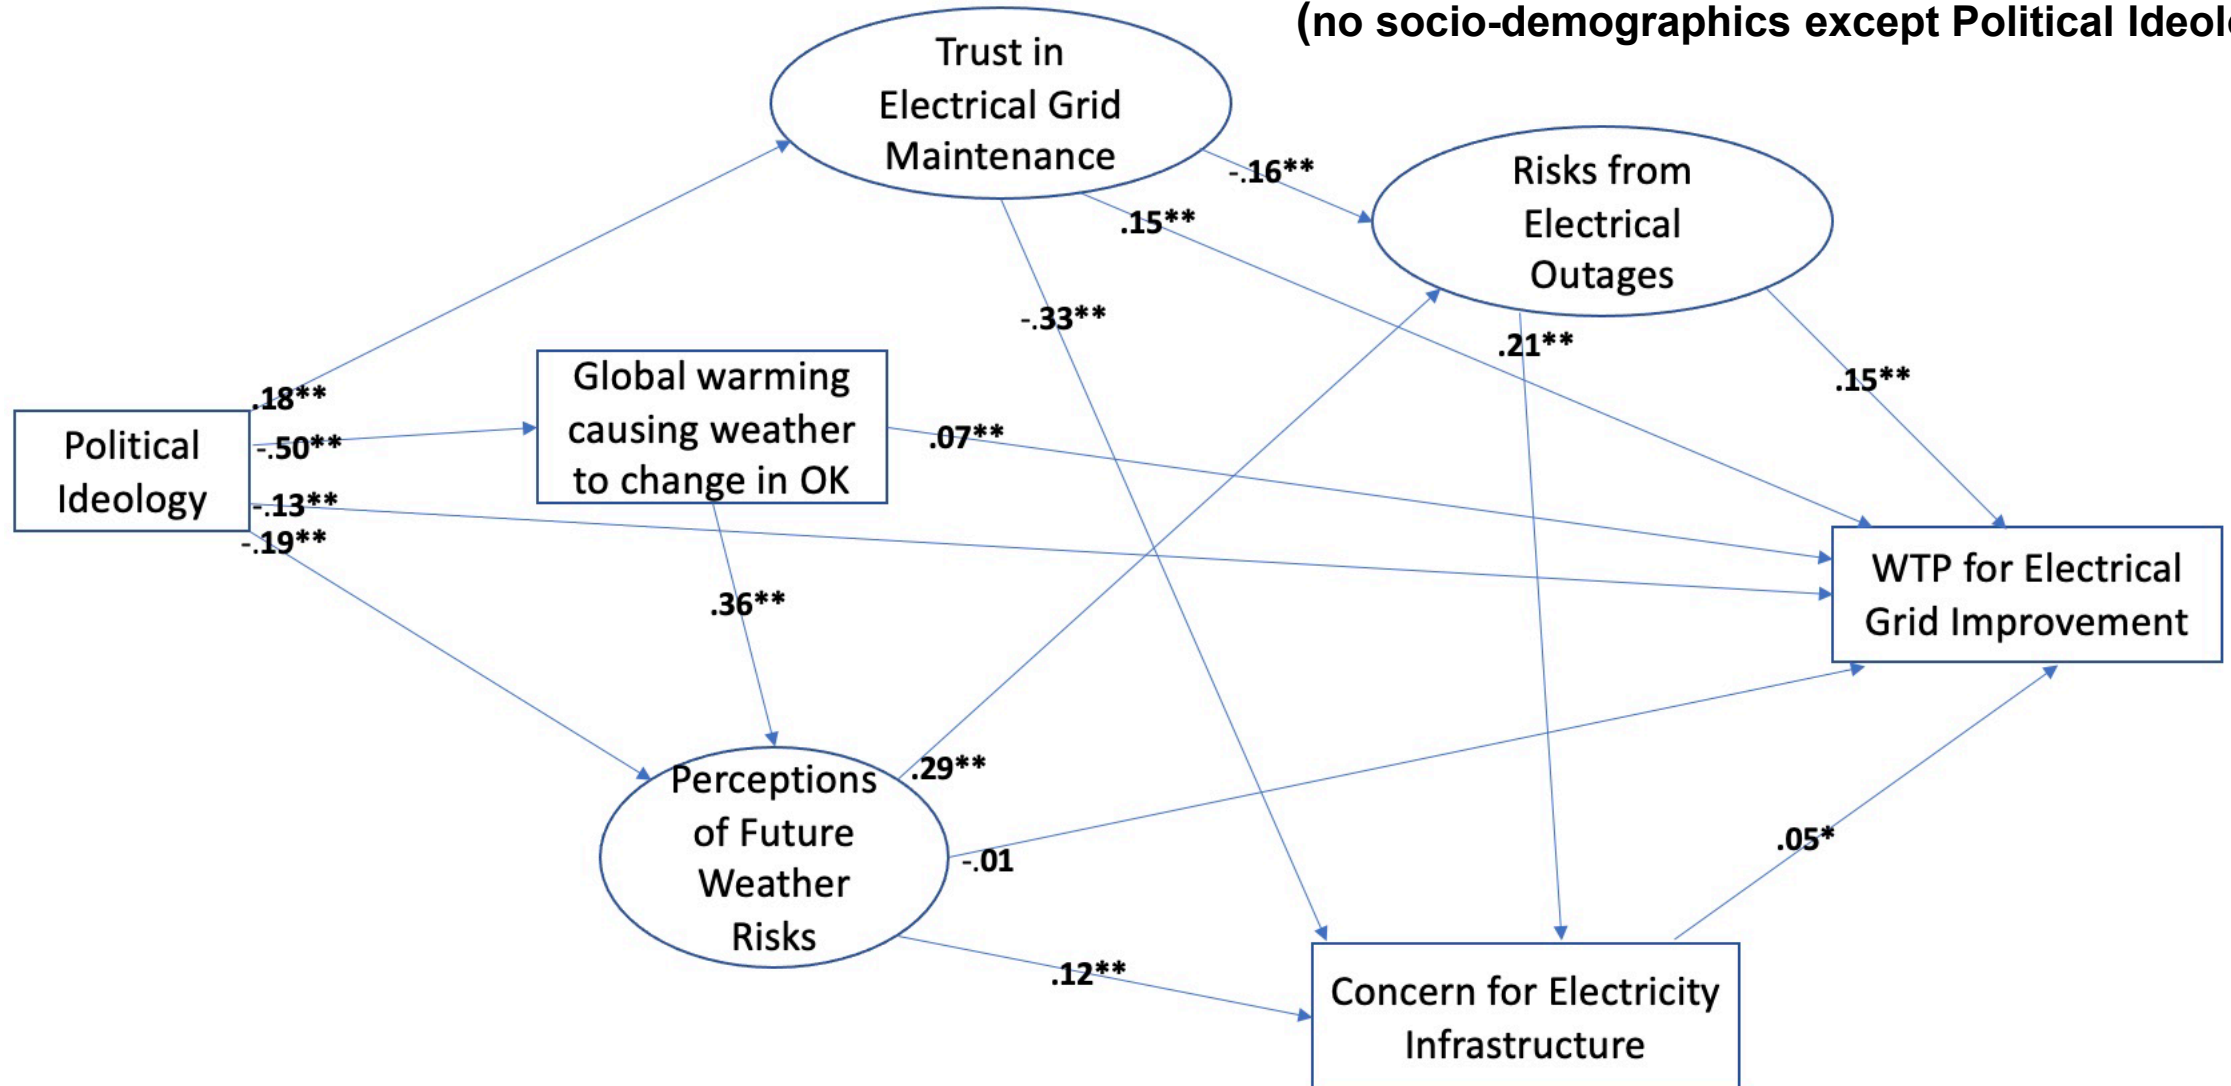 (no socio-demographics except Political Ideol
Trust in
Electrical Grid
Maintenance
-.16**
Risks from
Electrical
Outages
.15**
-.33**
.21**
.15**
Global warming
causing weather
to change in OK
.18**
-.50**
-.13**
-.19**
Political
Ideology
.07**
.36**
WTP for Electrical
Grid Improvement
Perceptions
of Future
Weather
Risks
.29**
-.01
.12**
.05*
Concern for Electricity
Infrastructure